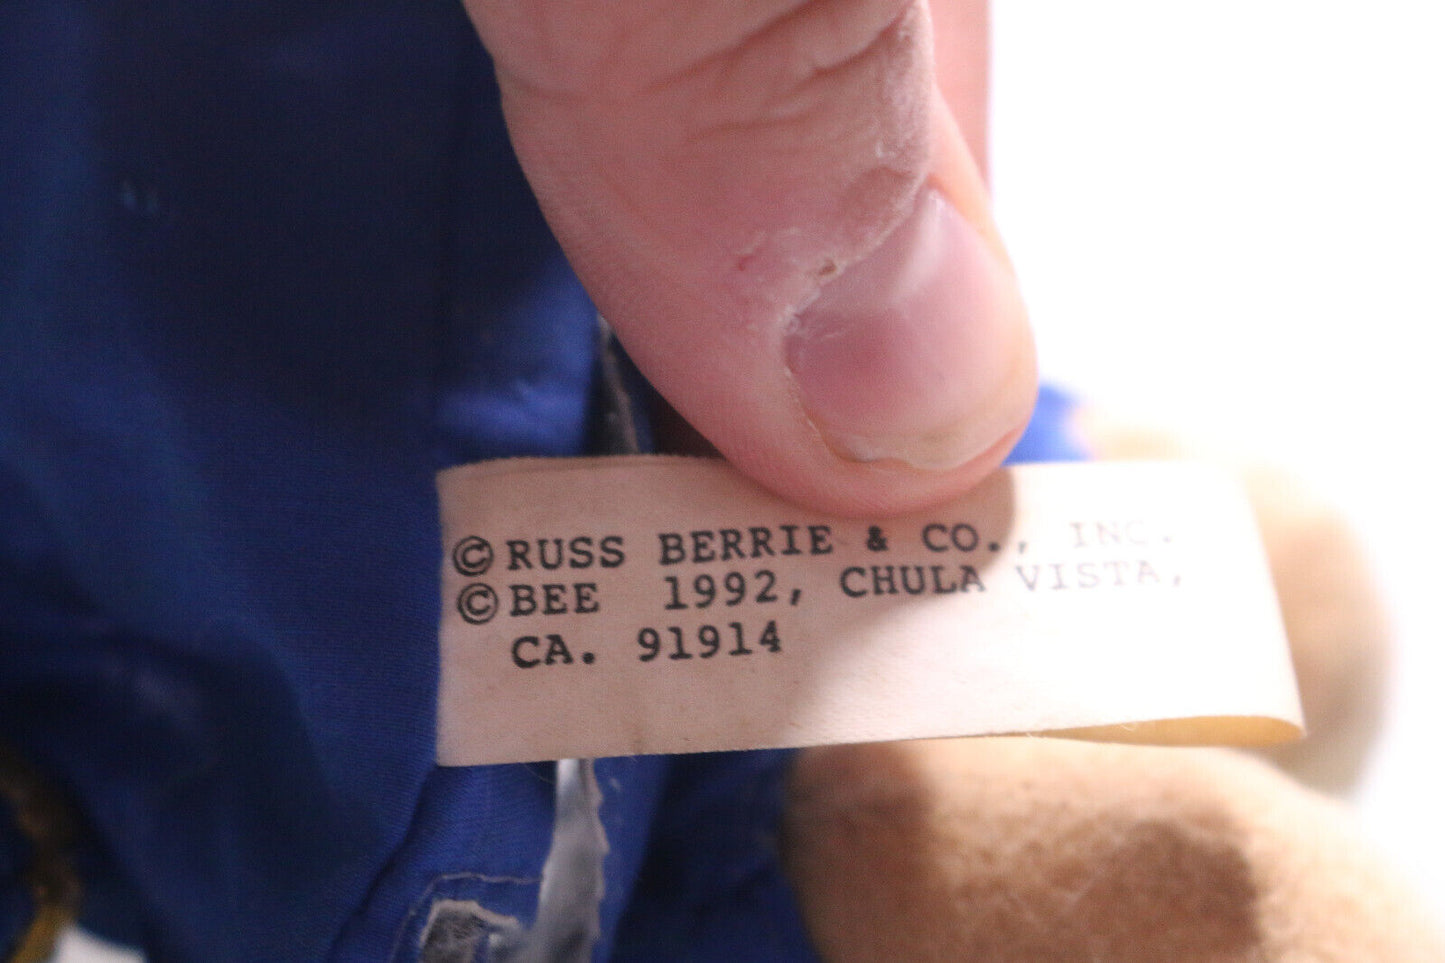 ©RUSS BERRIE & CO., INC.
©BEE 1992, CHULA VISTA,
CA. 91914